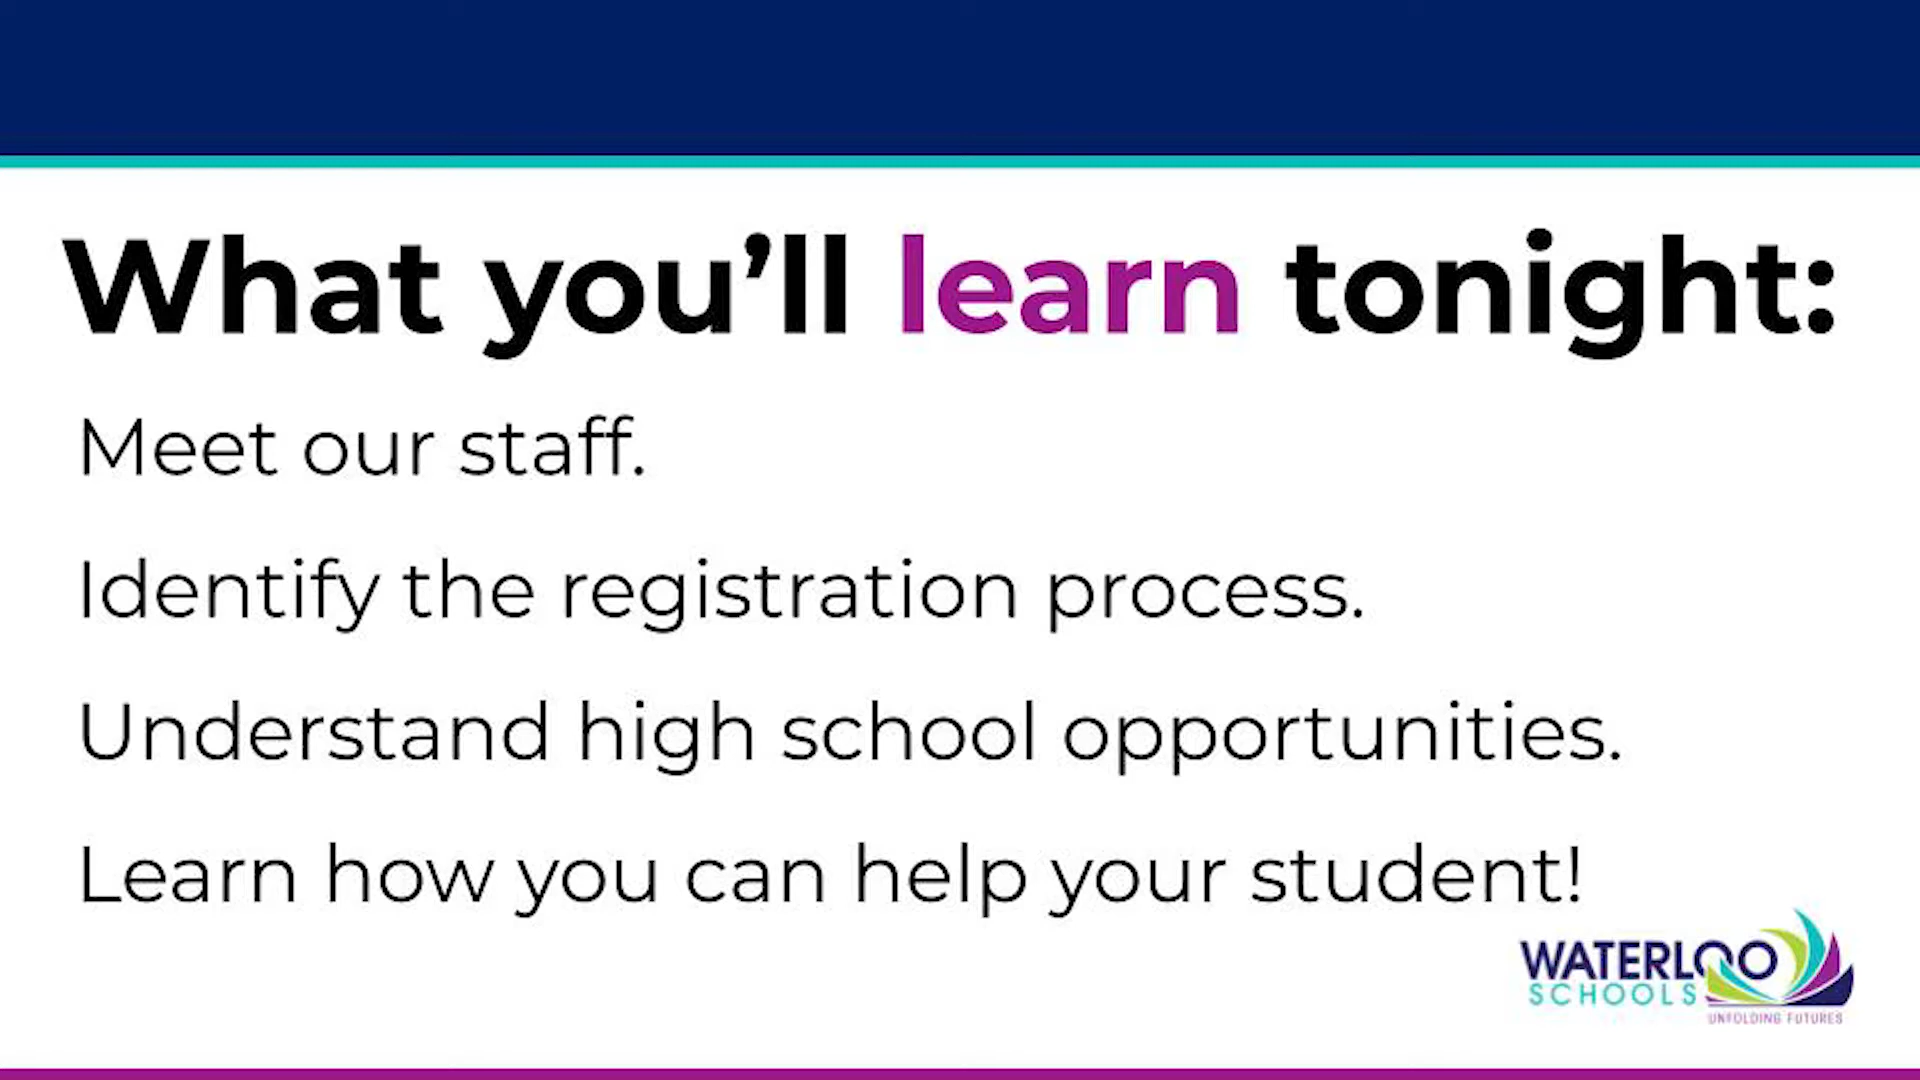 What you’ll learn tonight:
Meet our staff.
Identify the registration process.
Understand high school opportunities.
Learn how you can help your student!
WATERLOO
SCHOOLS
UNFOLDING FUTURES